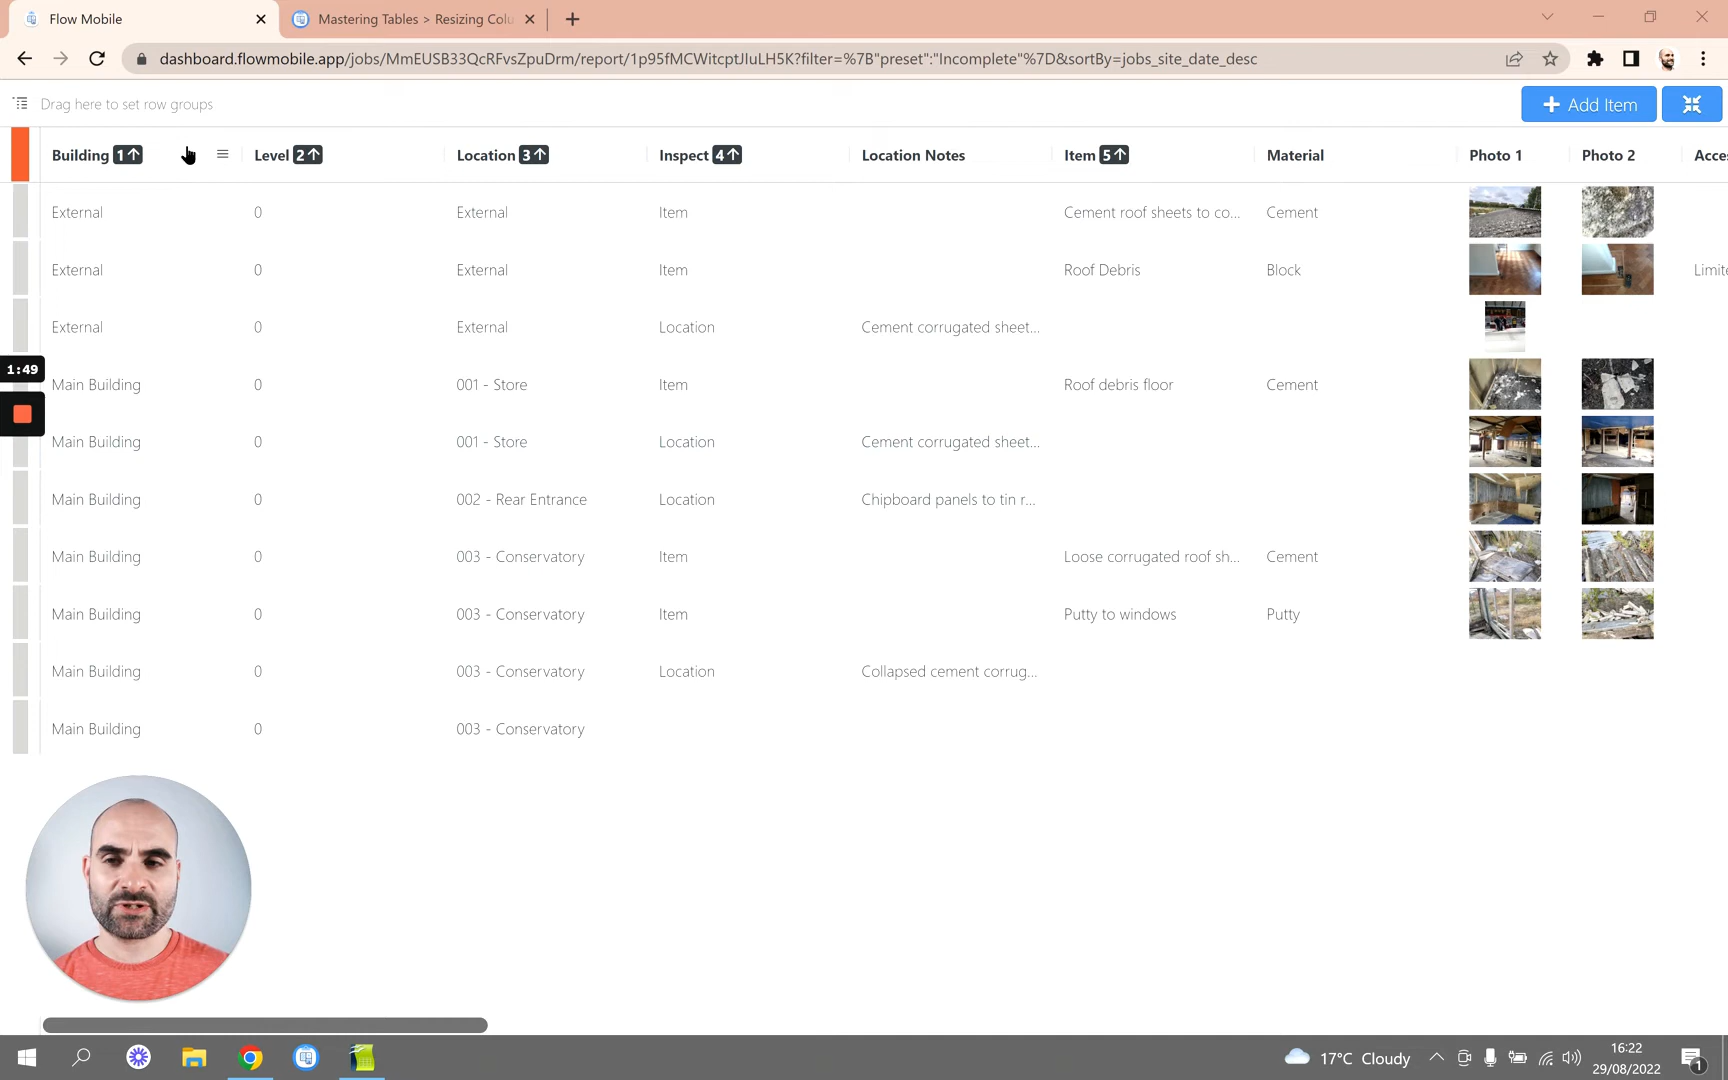 Flow Mobile
Mastering Tables > Resizing Colu
dashboard.flowmobile.app/jobs/MmEUSB33QcRFvsZpuDrm/report/1p95fMCWitcptJIuLH5K?filter=%7B"preset":"Incomplete"%7D&sortBy=jobs_site_date_desc
Drag here to set row groups
Add Item
Building 1 Level 2 Location 3 Inspect 4 Location Notes Item 5 Material Photo 1 Photo 2 Acce
External 0 External Item Cement roof sheets to co... Cement
External 0 External Item Roof Debris Block Limite
External 0 External Location Cement corrugated sheet...
1:49
Main Building 0 001 - Store Item Roof debris floor Cement
Main Building 0 001 - Store Location Cement corrugated sheet...
Main Building 0 002 - Rear Entrance Location Chipboard panels to tin r...
Main Building 0 003 - Conservatory Item Loose corrugated roof sh... Cement
Main Building 0 003 - Conservatory Item Putty to windows Putty
Main Building 0 003 - Conservatory Location Collapsed cement corrug...
Main Building 0 003 - Conservatory
17°C Cloudy
16:22
29/08/2022
1